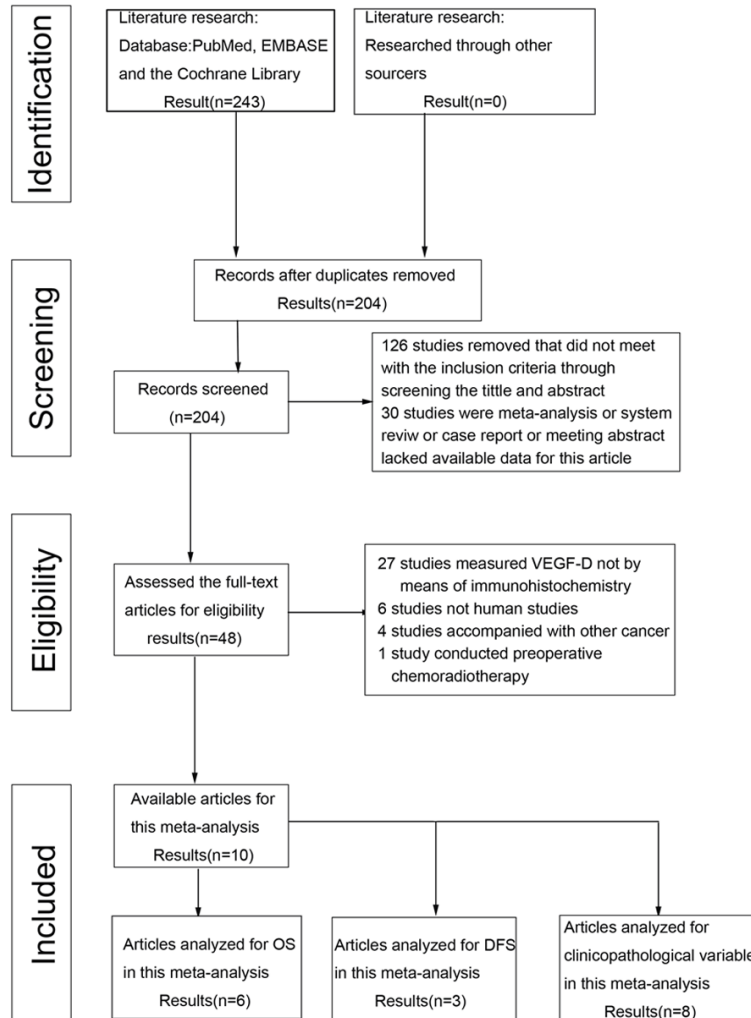 Identification
Literature research:
Database:PubMed, EMBASE
and the Cochrane Library
Result(n=243)
Literature research:
Researched through other
sourcers
Result(n=0)
Screening
Records after duplicates removed
Results(n=204)
Records screened
(n=204)
126 studies removed that did not meet
with the inclusion criteria through
screening the tittle and abstract
30 studies were meta-analysis or system
reviw or case report or meeting abstract
lacked available data for this article
Eligibility
Assessed the full-text
articles for eligibility
results(n=48)
27 studies measured VEGF-D not by
means of immunohistochemistry
6 studies not human studies
4 studies accompanied with other cancer
1 study conducted preoperative
chemoradiotherapy
Included
Available articles for
this meta-analysis
Results(n=10)
Articles analyzed for OS
in this meta-analysis
Results(n=6)
Articles analyzed for DFS
in this meta-analysis
Results(n=3)
Articles analyzed for
clinicopathological variable
in this meta-analysis
Results(n=8)